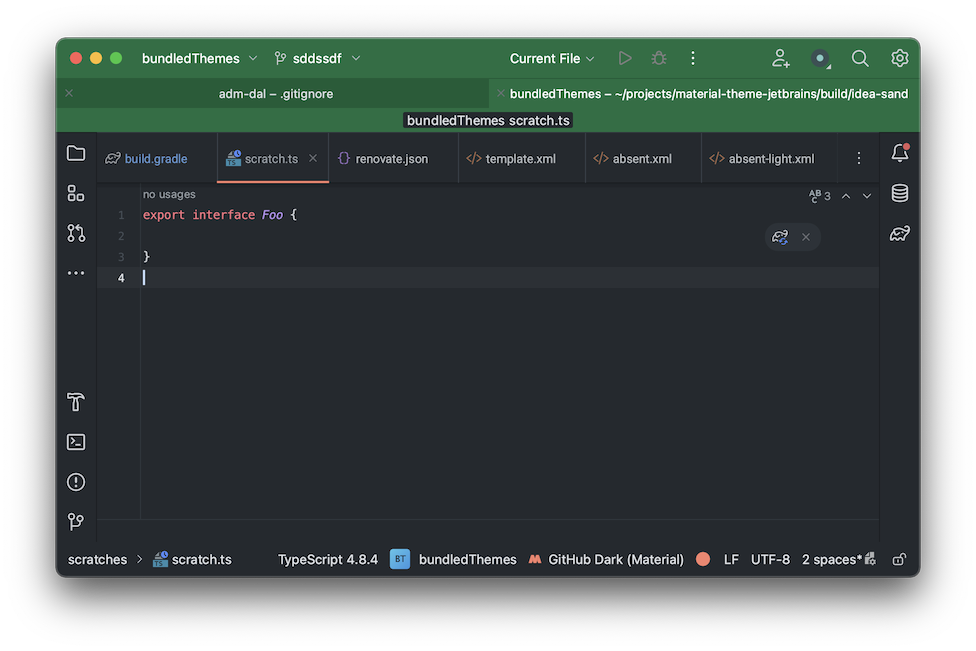 bundledThemes sddssdf Current File
adm-dal – .gitignore bundledThemes – ~/projects/material-theme-jetbrains/build/idea-sand
bundledThemes scratch.ts
build.gradle scratch.ts renovate.json template.xml absent.xml absent-light.xml
no usages
ABC 3
1 export interface Foo {
2
3 }
4
scratches > scratch.ts TypeScript 4.8.4 BT bundledThemes GitHub Dark (Material) LF UTF-8 2 spaces*